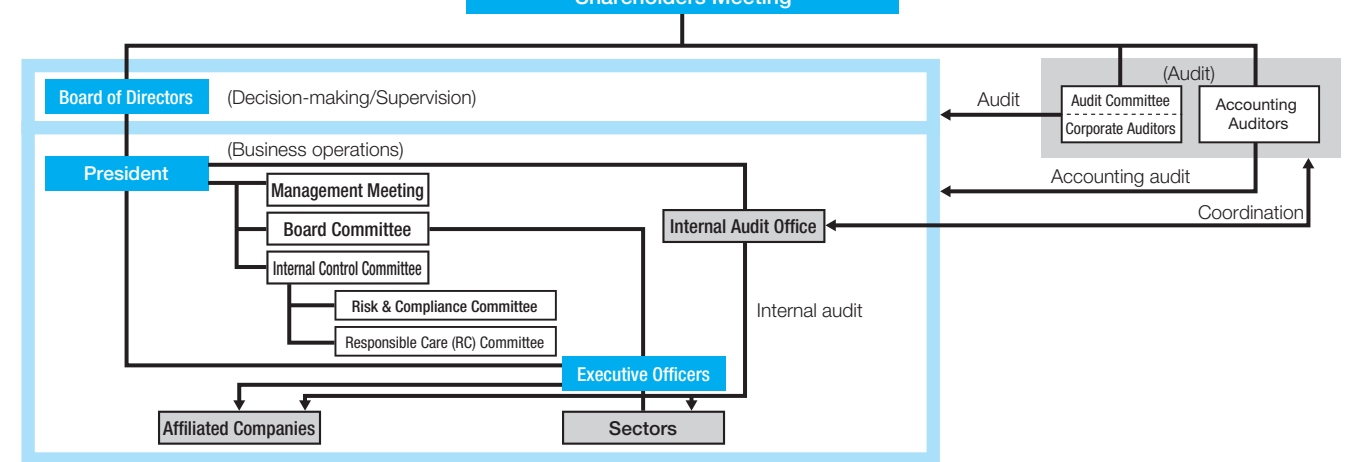 Shareholders Meeting
(Audit)
Board of Directors
(Decision-making/Supervision)
Audit
Audit Committee
Corporate Auditors
Accounting
Auditors
(Business operations)
President
Accounting audit
Management Meeting
Coordination
Board Committee
Internal Audit Office
Internal Control Committee
Risk & Compliance Committee
Internal audit
Responsible Care (RC) Committee
Executive Officers
Affiliated Companies
Sectors